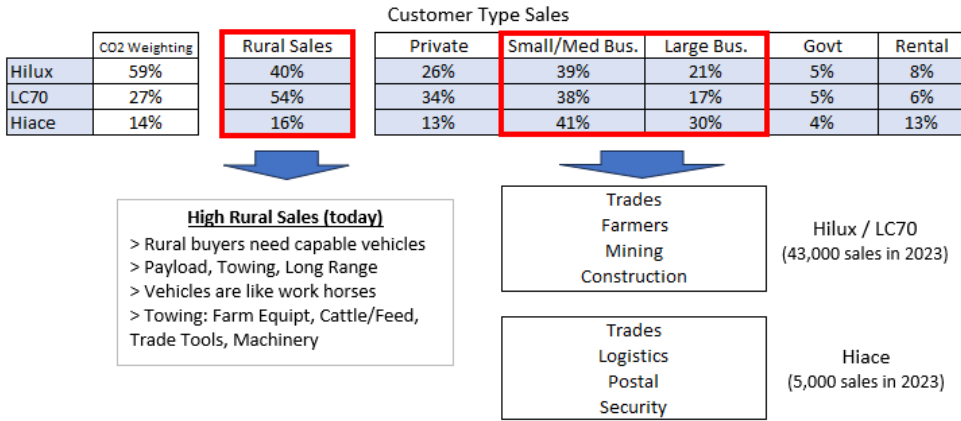 Customer Type Sales
CO2 Weighting Rural Sales Private Small/Med Bus. Large Bus. Govt Rental
Hilux 59% 40% 26% 39% 21% 5% 8%
LC70 27% 54% 34% 38% 17% 5% 6%
Hiace 14% 16% 13% 41% 30% 4% 13%
High Rural Sales (today)
> Rural buyers need capable vehicles
> Payload, Towing, Long Range
> Vehicles are like work horses
> Towing: Farm Equipt, Cattle/Feed,
Trade Tools, Machinery
Trades
Farmers
Mining
Construction
Hilux / LC70
(43,000 sales in 2023)
Trades
Logistics
Postal
Security
Hiace
(5,000 sales in 2023)